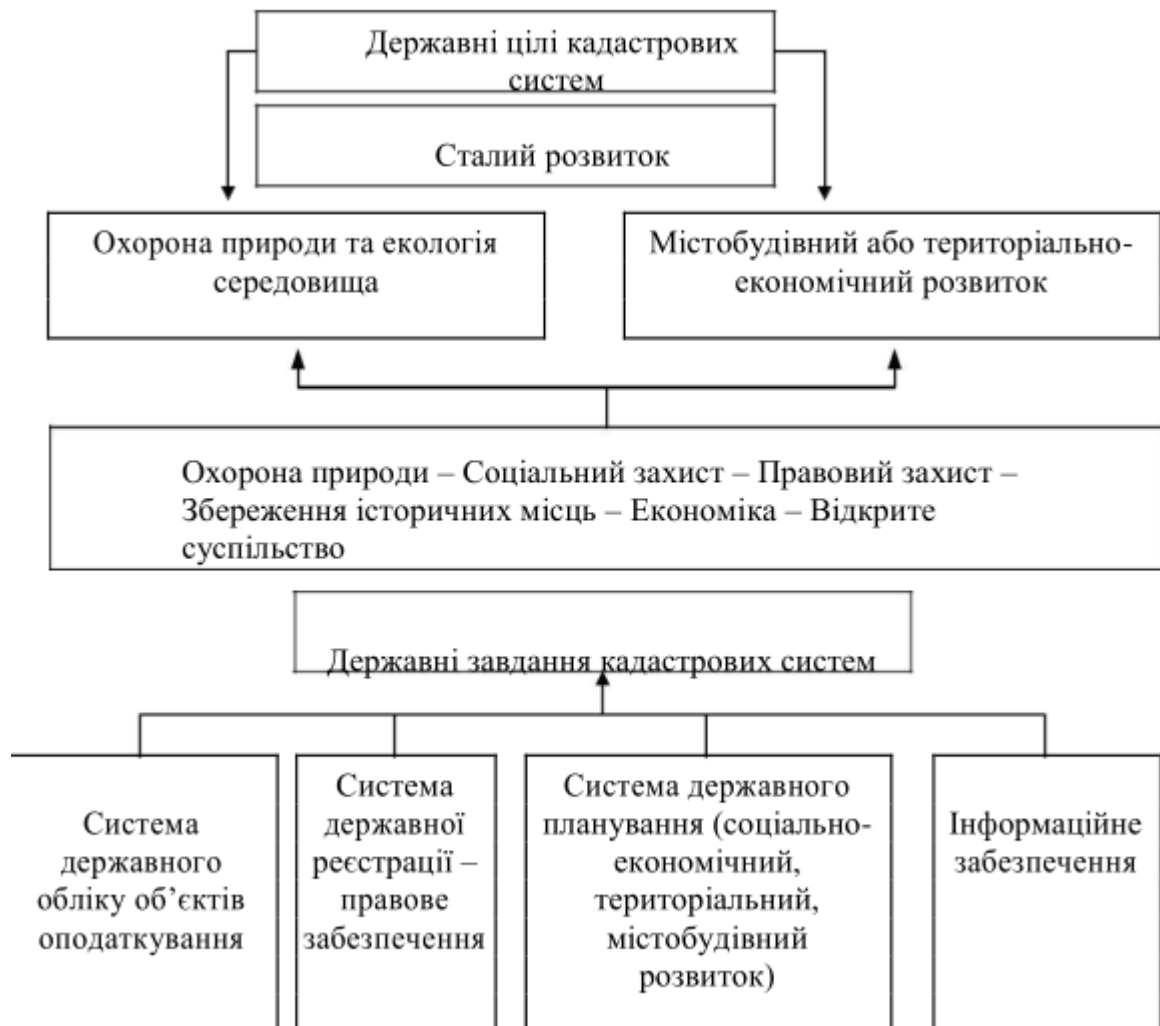 Державні цілі кадастрових
систем
Сталий розвиток
Охорона природи та екологія
середовища
Містобудівний або територіально-
економічний розвиток
Охорона природи – Соціальний захист – Правовий захист –
Збереження історичних місць – Економіка – Відкрите
суспільство
Державні завдання кадастрових систем
Система
державного
обліку об’єктів
оподаткування
Система
державної
реєстрації –
правове
забезпечення
Система державного
планування (соціально-
економічний,
територіальний,
містобудівний
розвиток)
Інформаційне
забезпечення